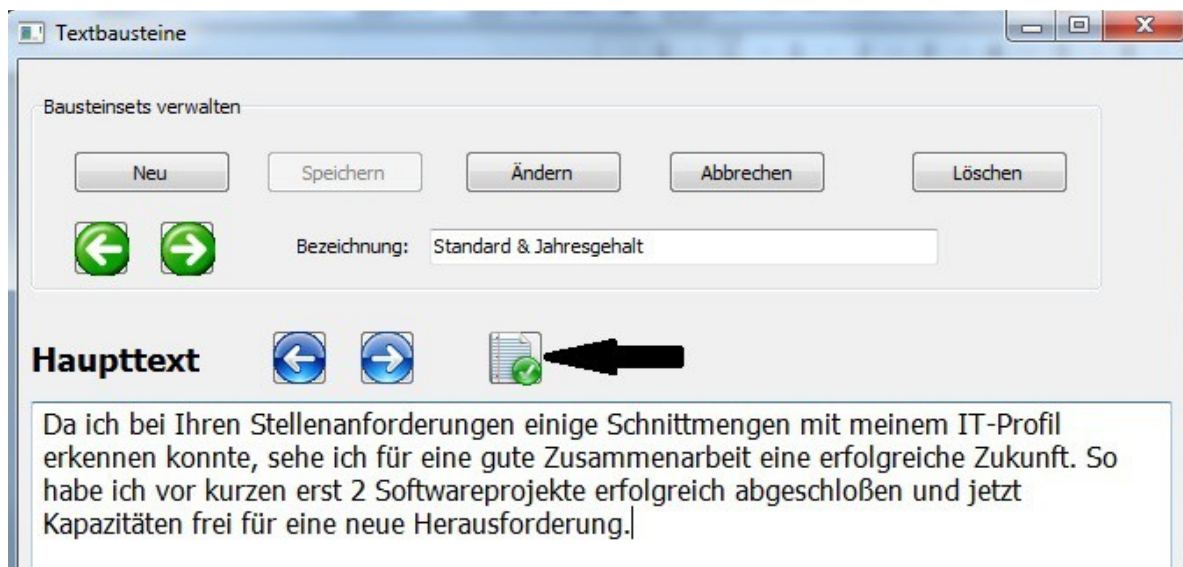 Textbausteine
Bausteinsets verwalten
Neu
Speichern
Ändern
Abbrechen
Löschen
Bezeichnung: Standard & Jahresgehalt
Haupttext
Da ich bei Ihren Stellenanforderungen einige Schnittmengen mit meinem IT-Profil
erkennen konnte, sehe ich für eine gute Zusammenarbeit eine erfolgreiche Zukunft. So
habe ich vor kurzen erst 2 Softwareprojekte erfolgreich abgeschloßen und jetzt
Kapazitäten frei für eine neue Herausforderung.